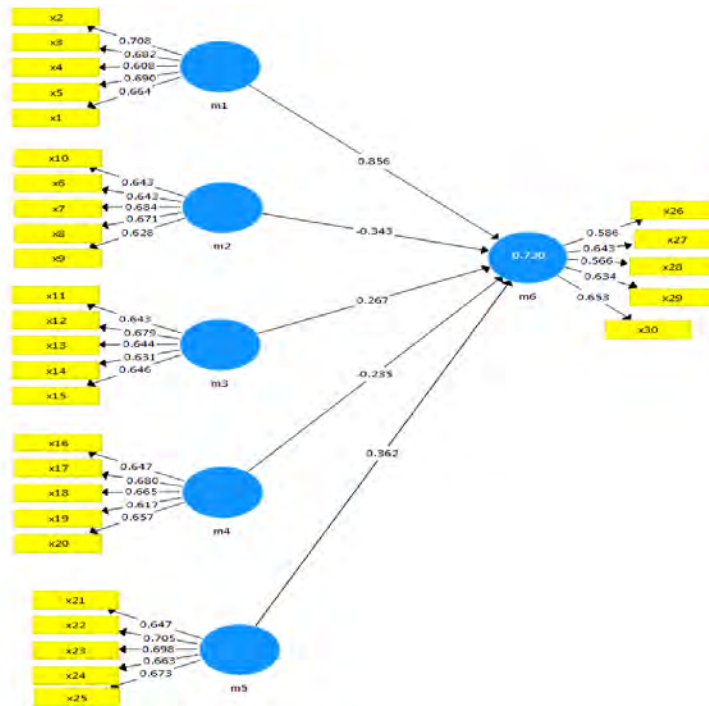 x2
x3
x4
x5
x1
0.708
0.682
0.608
0.690
0.664
m1
0.856
x10
x6
x7
x8
x9
0.643
0.643
0.684
0.671
0.628
m2
-0.343
x11
x12
x13
x14
x15
0.643
0.679
0.644
0.631
0.646
m3
0.267
x16
x17
x18
x19
x20
0.647
0.680
0.665
0.617
0.657
m4
-0.235
x21
x22
x23
x24
x25
0.647
0.705
0.698
0.663
0.673
m5
0.362
0.730
m6
0.586
0.643
0.566
0.634
0.653
x26
x27
x28
x29
x30